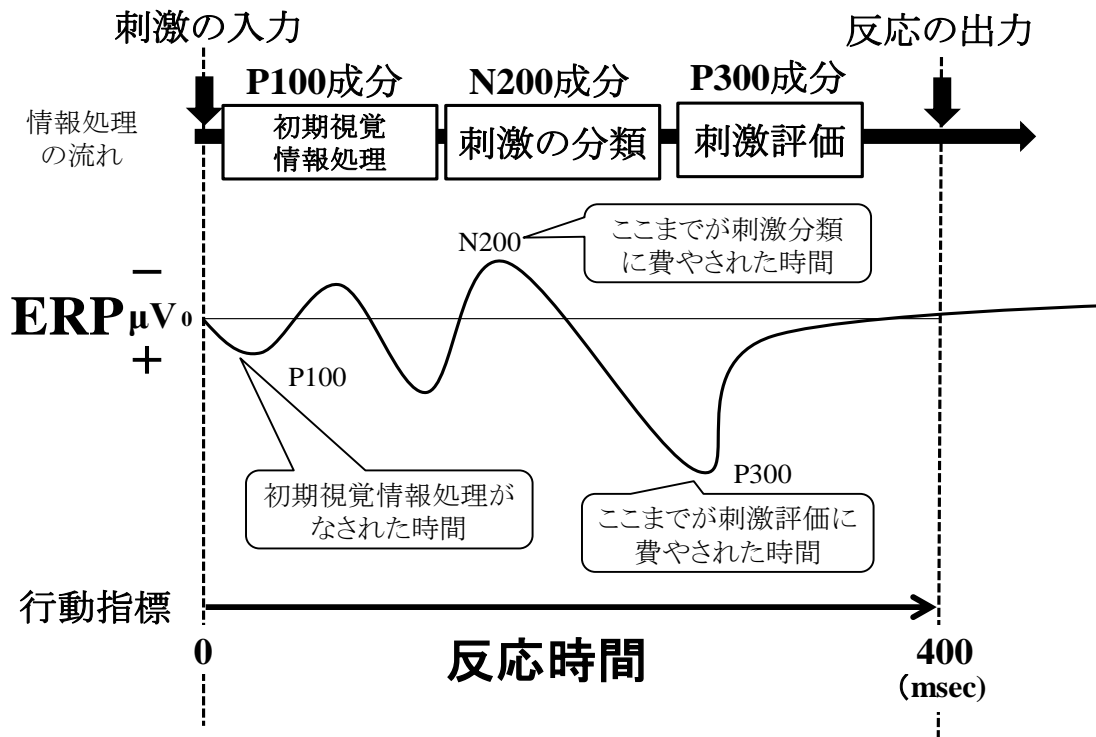 刺激の入力
反応の出力
P100成分
N200成分
P300成分
情報処理
の流れ
初期視覚
情報処理
刺激の分類
刺激評価
N200
ここまでが刺激分類
に費やされた時間
−
ERP μV 0
+
P100
P300
初期視覚情報処理が
なされた時間
ここまでが刺激評価に
費やされた時間
行動指標
0
反応時間
400
(msec)